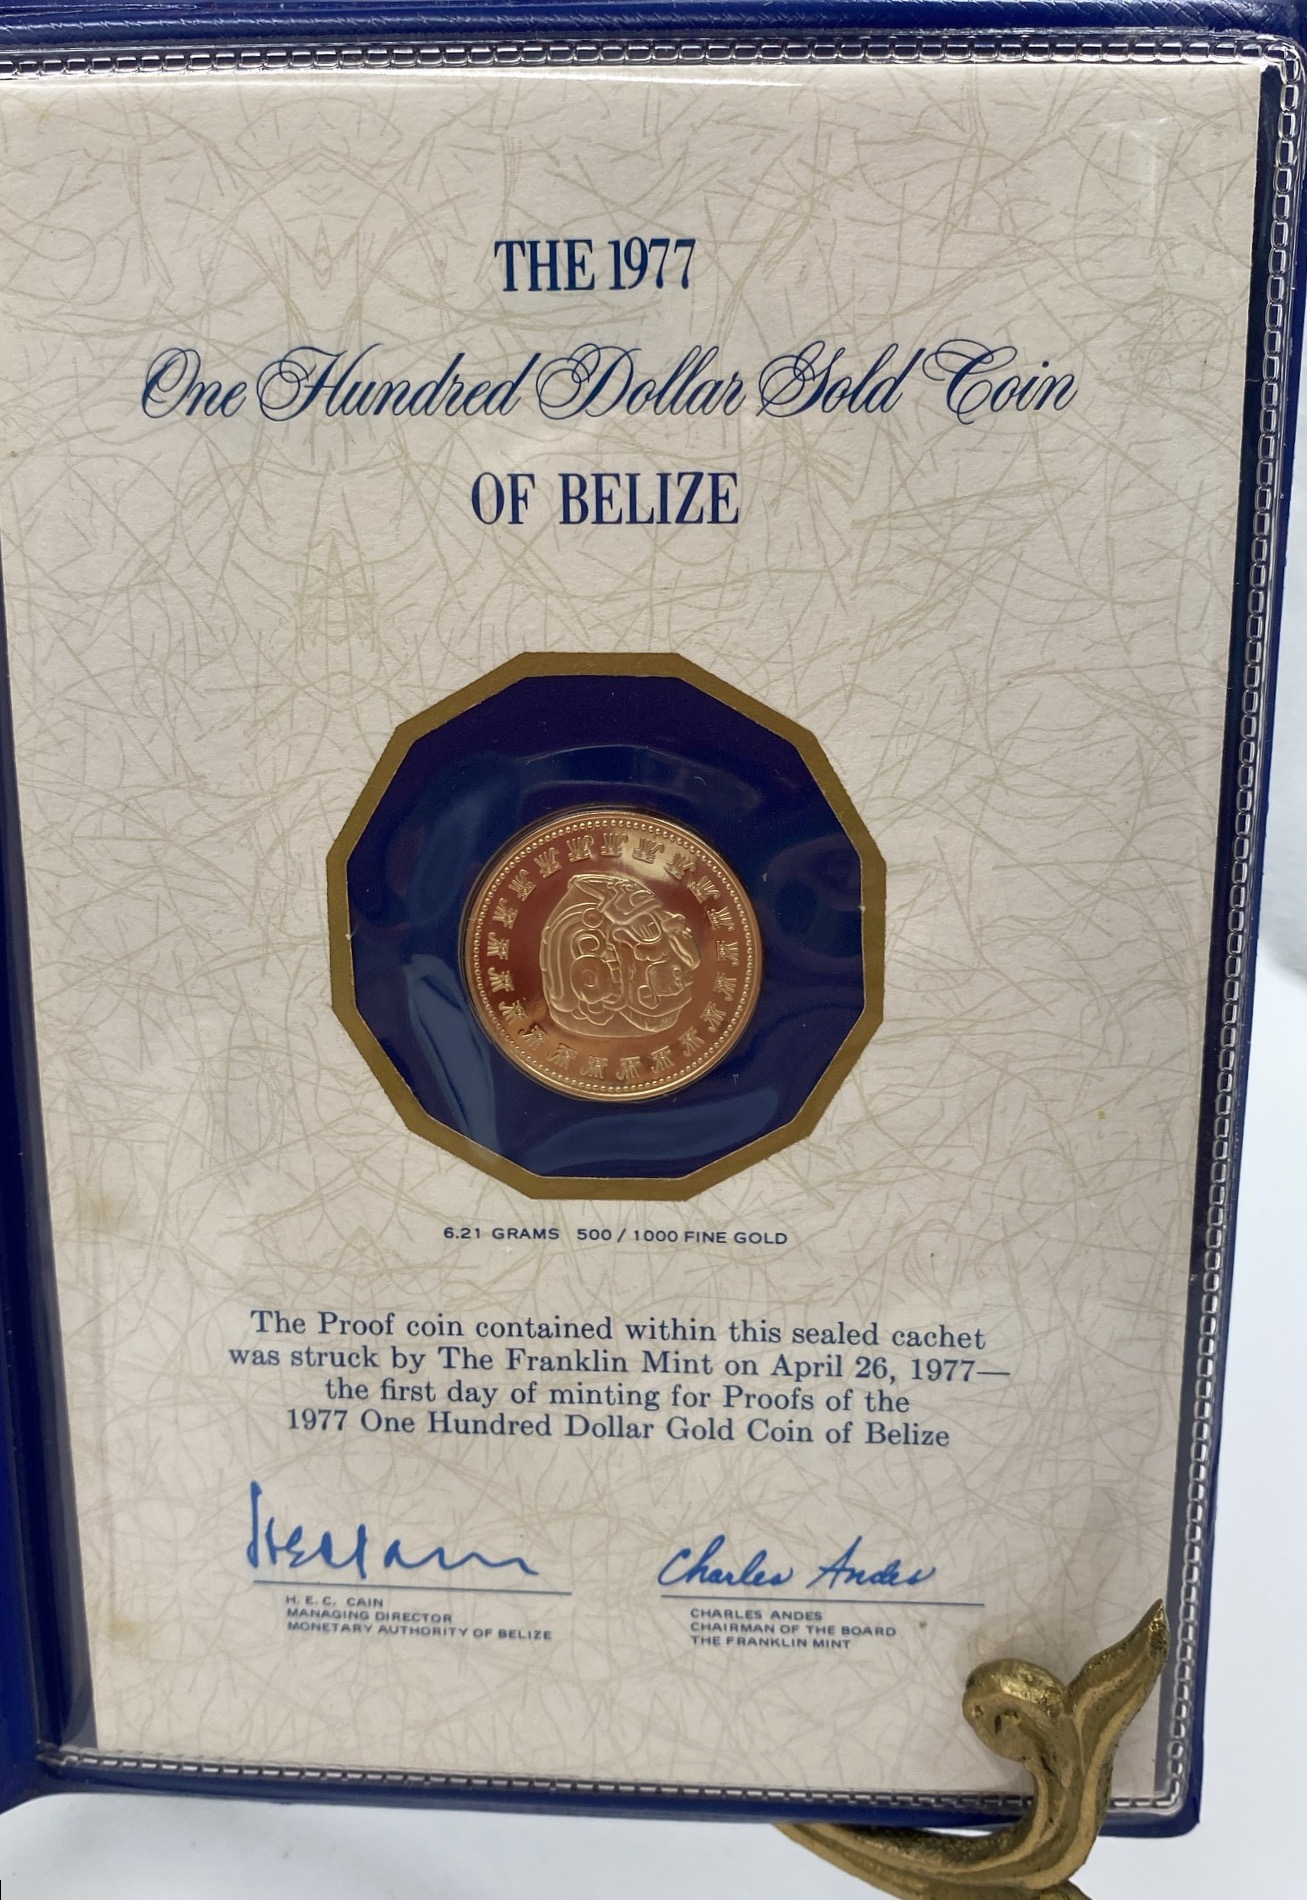 THE 1977
One Hundred Dollar Gold Coin
OF BELIZE
6.21 GRAMS 500 / 1000 FINE GOLD
The Proof coin contained within this sealed cachet
was struck by The Franklin Mint on April 26, 1977—
the first day of minting for Proofs of the
1977 One Hundred Dollar Gold Coin of Belize
HECCain
Charles Andes
H. E. C. CAIN
MANAGING DIRECTOR
MONETARY AUTHORITY OF BELIZE
CHARLES ANDES
CHAIRMAN OF THE BOARD
THE FRANKLIN MINT